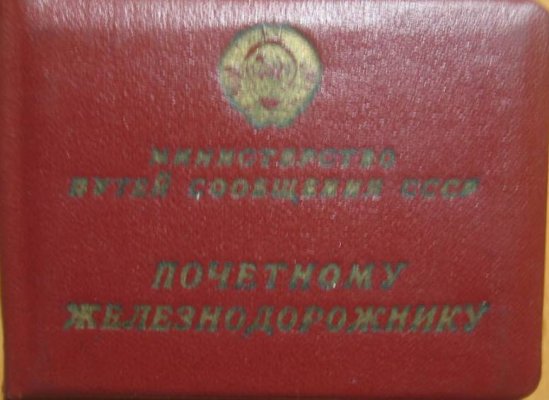 МИНИСТЕРСТВО
ПУТЕЙ СООБЩЕНИЯ СССР
ПОЧЕТНОМУ
ЖЕЛЕЗНОДОРОЖНИКУ